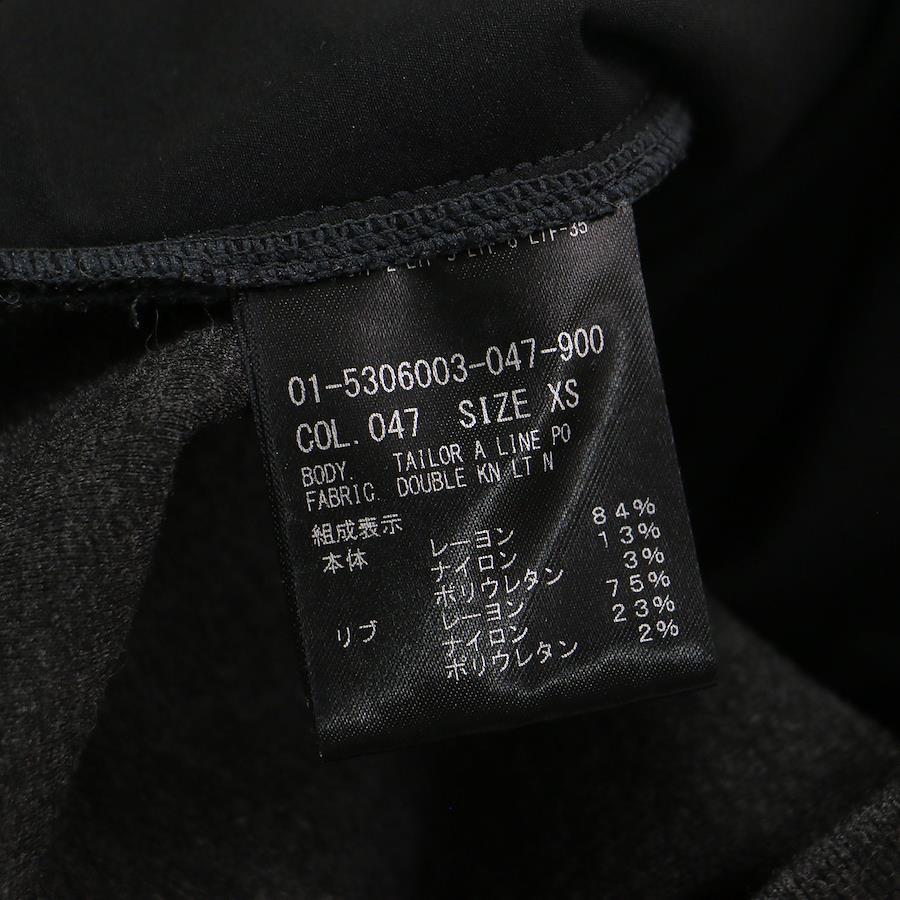 LTF-35
01-5306003-047-900
COL. 047 SIZE XS
BODY. TAILOR A LINE PO
FABRIC. DOUBLE KN LT N
組成表示
本体 レーヨン 84%
ナイロン 13%
ポリウレタン 3%
リブ レーヨン 75%
ナイロン 23%
ポリウレタン 2%